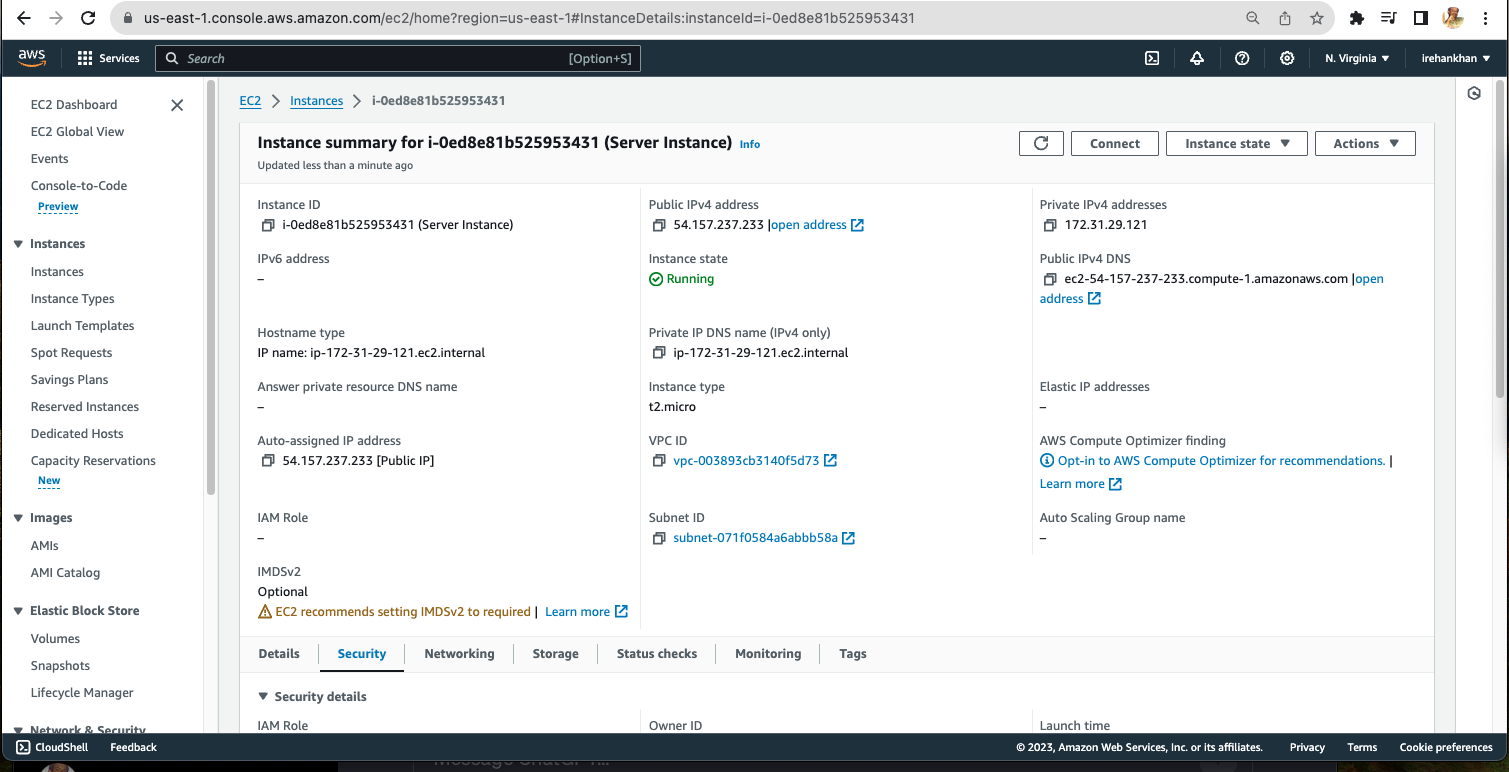 us-east-1.console.aws.amazon.com/ec2/home?region=us-east-1#InstanceDetails:instanceId=i-0ed8e81b525953431
aws
Services
Search
[Option+S]
N. Virginia
irehankhan
EC2 Dashboard
EC2 Global View
Events
Console-to-Code
Preview
Instances
Instances
Instance Types
Launch Templates
Spot Requests
Savings Plans
Reserved Instances
Dedicated Hosts
Capacity Reservations
New
Images
AMIs
AMI Catalog
Elastic Block Store
Volumes
Snapshots
Lifecycle Manager
Network & Security
EC2 > Instances > i-0ed8e81b525953431
Instance summary for i-0ed8e81b525953431 (Server Instance) Info
Updated less than a minute ago
Connect
Instance state
Actions
Instance ID
i-0ed8e81b525953431 (Server Instance)
Public IPv4 address
54.157.237.233 |open address
Private IPv4 addresses
172.31.29.121
IPv6 address
–
Instance state
Running
Public IPv4 DNS
ec2-54-157-237-233.compute-1.amazonaws.com |open
address
Hostname type
IP name: ip-172-31-29-121.ec2.internal
Private IP DNS name (IPv4 only)
ip-172-31-29-121.ec2.internal
Answer private resource DNS name
–
Instance type
t2.micro
Elastic IP addresses
–
Auto-assigned IP address
54.157.237.233 [Public IP]
VPC ID
vpc-003893cb3140f5d73
AWS Compute Optimizer finding
Opt-in to AWS Compute Optimizer for recommendations. |
Learn more
IAM Role
–
Subnet ID
subnet-071f0584a6abbb58a
Auto Scaling Group name
–
IMDSv2
Optional
EC2 recommends setting IMDSv2 to required | Learn more
Details
Security
Networking
Storage
Status checks
Monitoring
Tags
Security details
IAM Role
Owner ID
Launch time
CloudShell
Feedback
© 2023, Amazon Web Services, Inc. or its affiliates.
Privacy
Terms
Cookie preferences